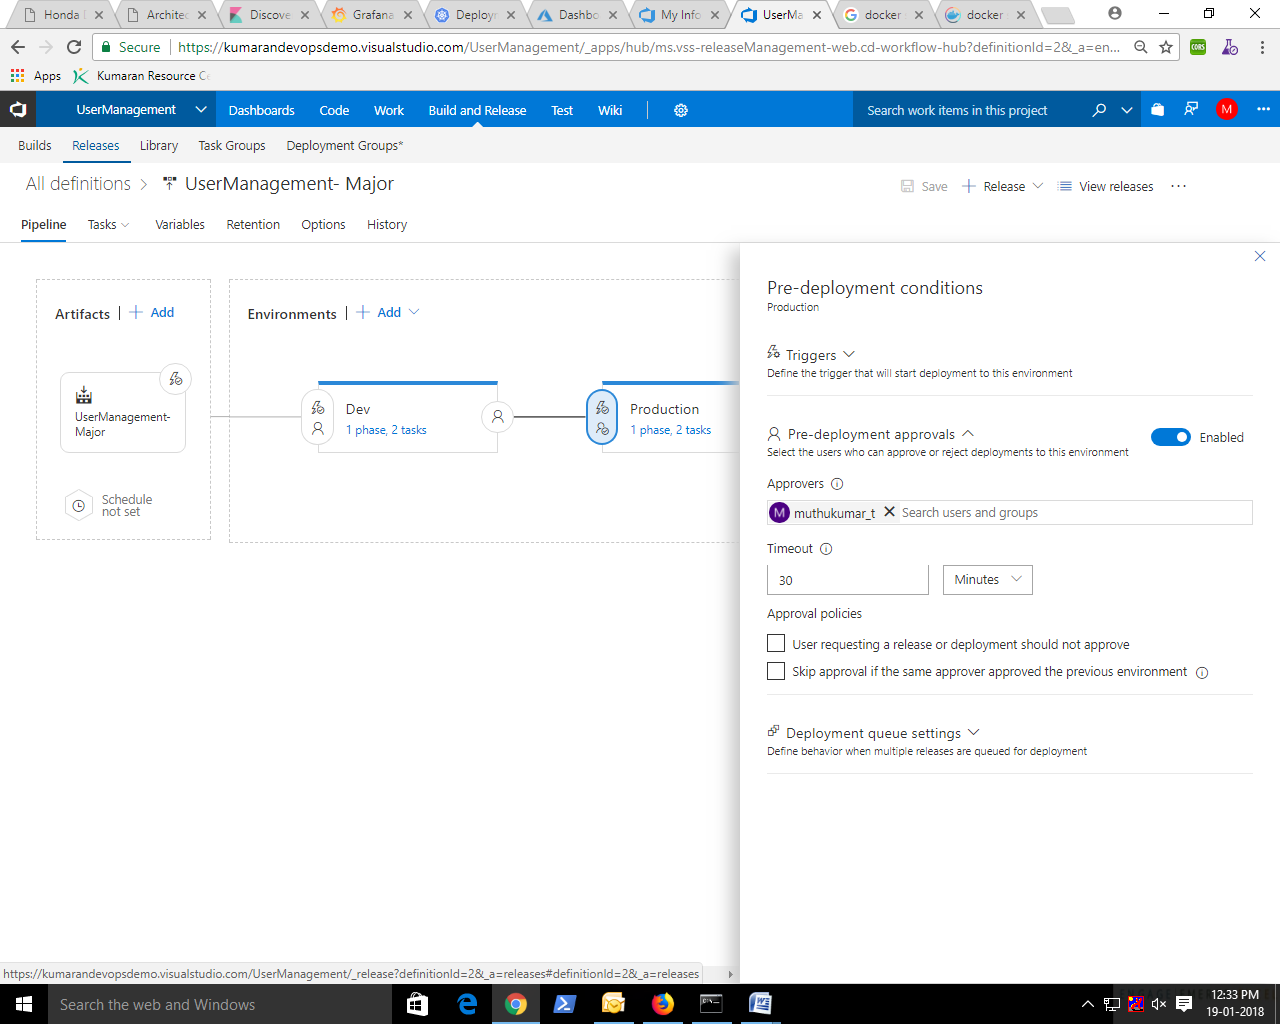 Honda
Architec
Discove
Grafana
Deployn
Dashbo
My Info
UserMa
docker
docker
Secure
https://kumarandevopsdemo.visualstudio.com/UserManagement/_apps/hub/ms.vss-releaseManagement-web.cd-workflow-hub?definitionId=2&_a=en...
CORS
Apps
Kumaran Resource Ce
UserManagement
Dashboards
Code
Work
Build and Release
Test
Wiki
Search work items in this project
M
Builds
Releases
Library
Task Groups
Deployment Groups*
All definitions > UserManagement- Major
Save
Release
View releases
Pipeline
Tasks
Variables
Retention
Options
History
Artifacts | + Add
UserManagement-
Major
Schedule
not set
Environments | + Add
Dev
1 phase, 2 tasks
Production
1 phase, 2 tasks
Pre-deployment conditions
Production
Triggers
Define the trigger that will start deployment to this environment
Pre-deployment approvals
Enabled
Select the users who can approve or reject deployments to this environment
Approvers
M muthukumar_t Search users and groups
Timeout
30
Minutes
Approval policies
User requesting a release or deployment should not approve
Skip approval if the same approver approved the previous environment
Deployment queue settings
Define behavior when multiple releases are queued for deployment
https://kumarandevopsdemo.visualstudio.com/UserManagement/_release?definitionId=2&_a=releases#definitionId=2&_a=releases
Search the web and Windows
12:33 PM
19-01-2018